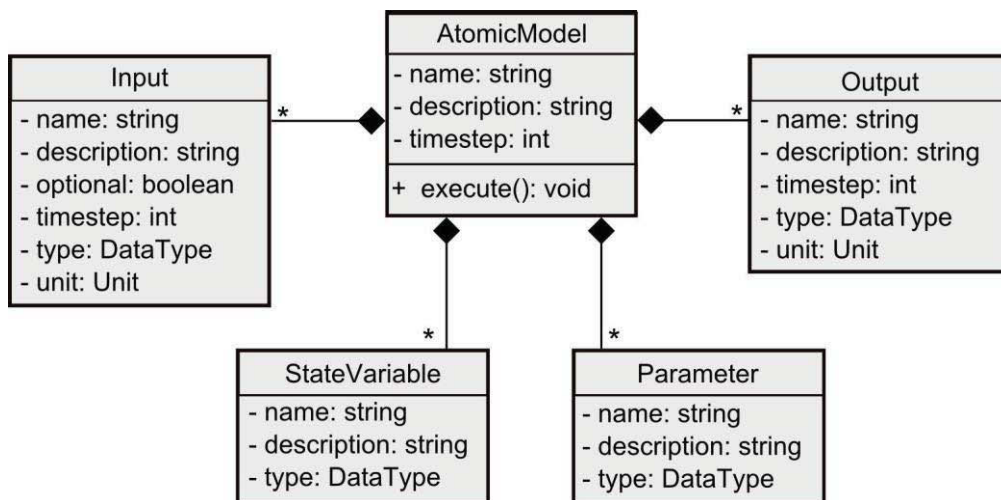 AtomicModel
- name: string
- description: string
- timestep: int
+ execute(): void
Input
- name: string
- description: string
- optional: boolean
- timestep: int
- type: DataType
- unit: Unit
*
Output
- name: string
- description: string
- timestep: int
- type: DataType
- unit: Unit
*
*
StateVariable
- name: string
- description: string
- type: DataType
*
Parameter
- name: string
- description: string
- type: DataType